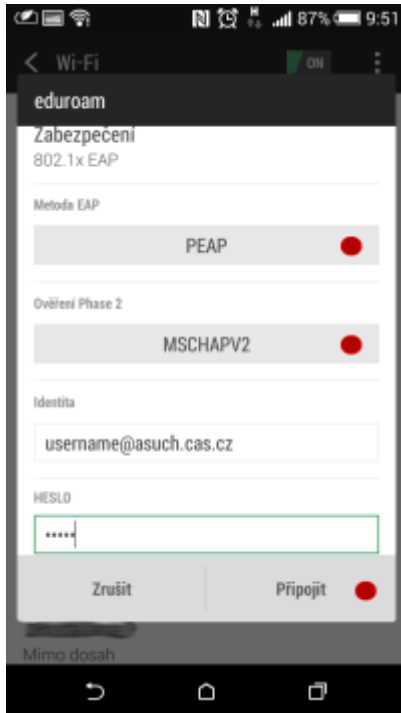 87% 9:51
Wi-Fi ON
eduroam
Zabezpečení
802.1x EAP
Metoda EAP
PEAP
Ověření Phase 2
MSCHAPV2
Identita
username@asuch.cas.cz
HESLO
•••••
Zrušit Připojit
Mimo dosah